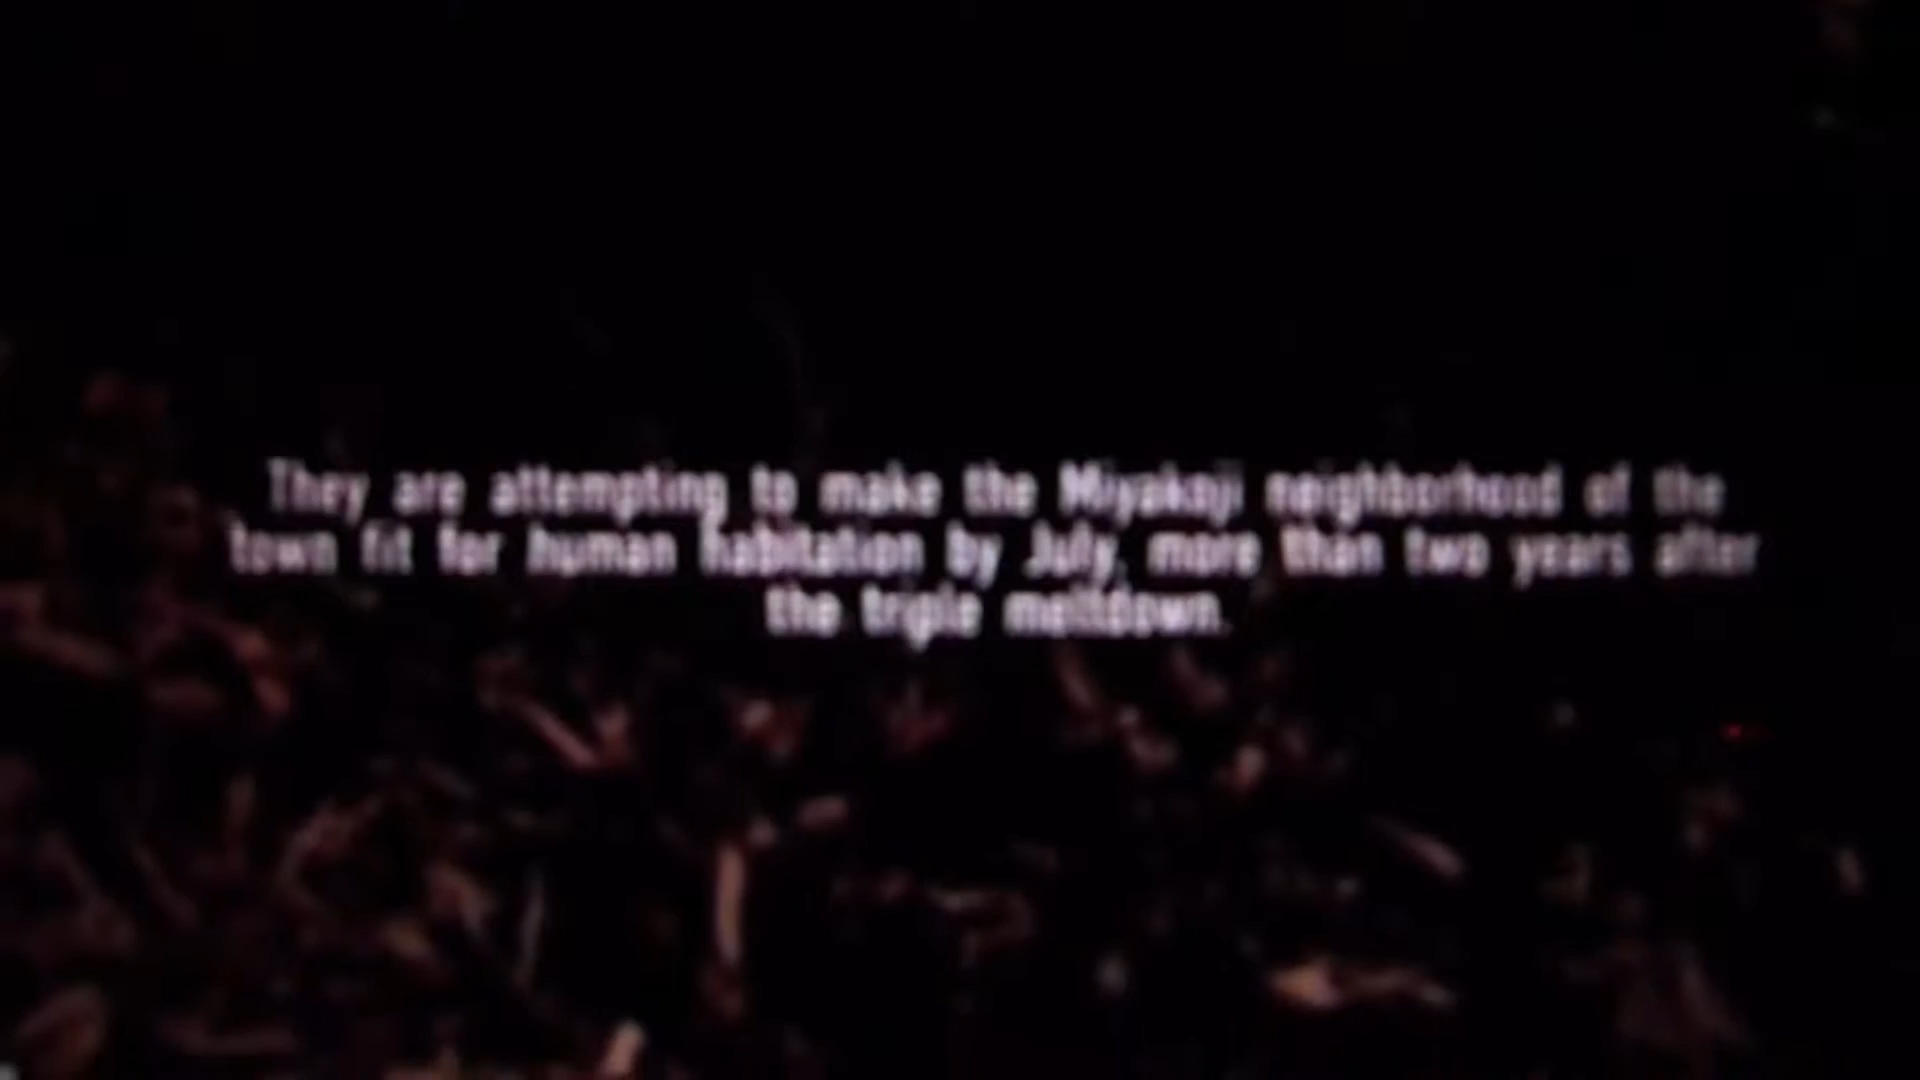 They are attempting to make the Miyakoji neighborhood of the
town fit for human habitation by July, more than two years after
the triple meltdown.